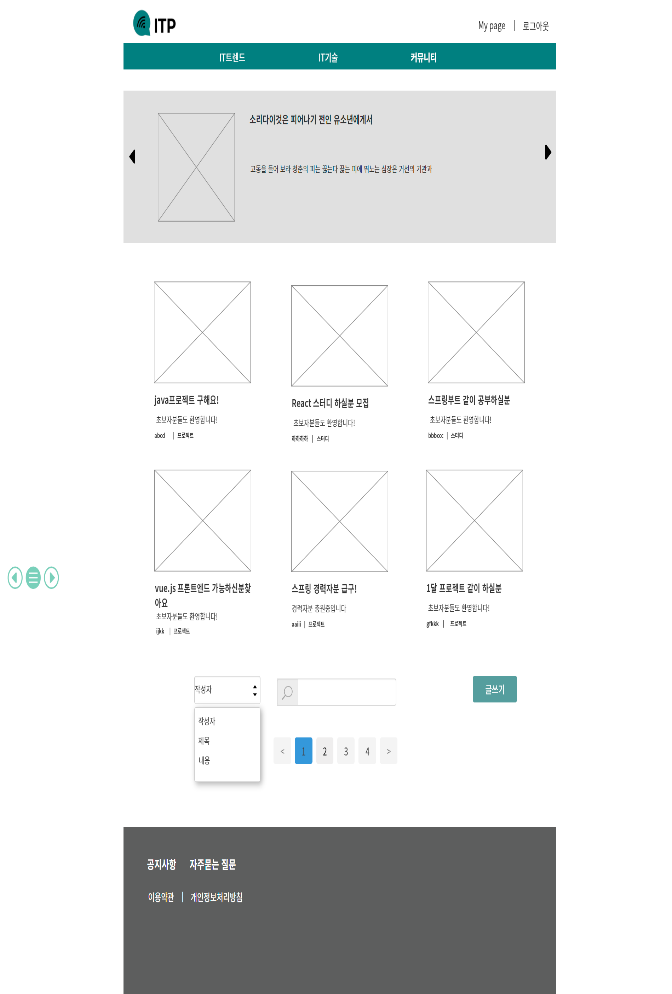 ITP
My page | 로그아웃
IT트렌드 IT기술 커뮤니티
소리다이것은 피어나기 전인 유소년에게서
고동을 들어 보라 청춘의 피는 끓는다 끓는 피에 뛰노는 심장은 거선의 기관과
java프로젝트 구해요!
초보자분들도 환영합니다!
abcd | 프로젝트
React 스터디 하실분 모집
초보자분들도 환영합니다!
| 스터디
스프링부트 같이 공부하실분
초보자분들도 환영합니다!
bbbccc | 스터디
vue.js 프론트엔드 가능하신분찾
아요
초보자분들도 환영합니다!
ijkk | 프로젝트
스프링 경력자분 급구!
경력자분 충원중입니다
| 프로젝트
1달 프로젝트 같이 하실분
초보자분들도 환영합니다!
gfkkk | 프로젝트
작성자
글쓰기
작성자
제목
내용
< 1 2 3 4 >
공지사항 자주묻는 질문
이용약관 | 개인정보처리방침